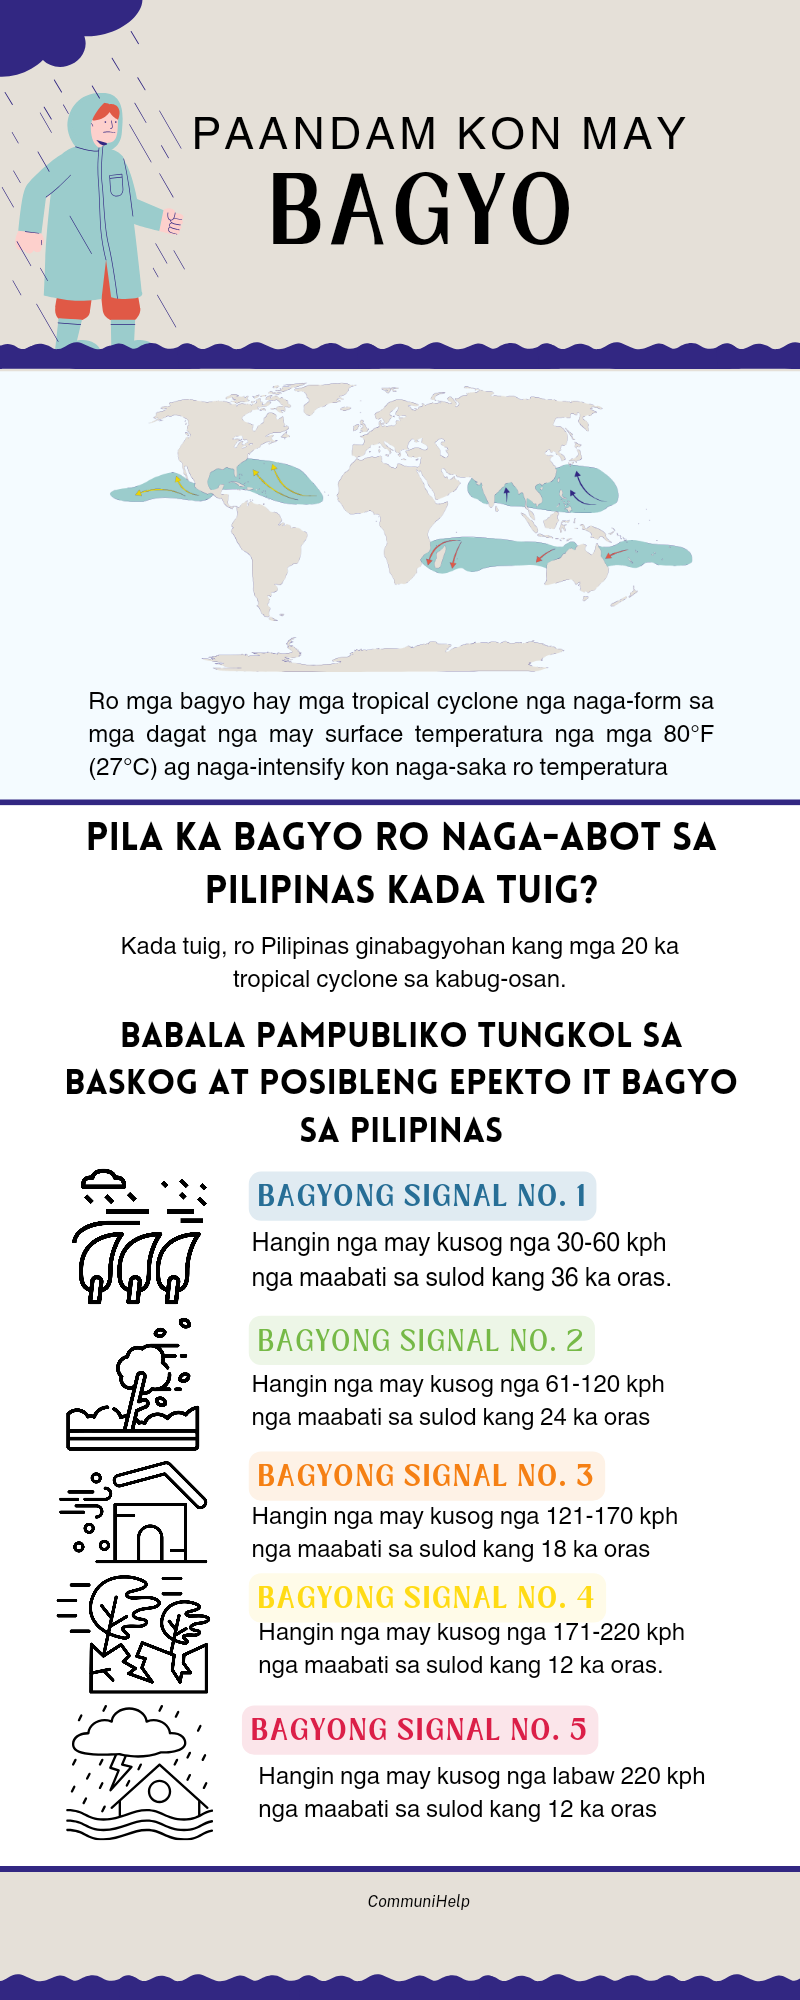 PAANDAM KON MAY
BAGYO
Ro mga bagyo hay mga tropical cyclone nga naga-form sa
mga dagat nga may surface temperatura nga mga 80°F
(27°C) ag naga-intensify kon naga-saka ro temperatura
PILA KA BAGYO RO NAGA-ABOT SA
PILIPINAS KADA TUIG?
Kada tuig, ro Pilipinas ginabagyohan kang mga 20 ka
tropical cyclone sa kabug-osan.
BABALA PAMPUBLIKO TUNGKOL SA
BASKOG AT POSIBLENG EPEKTO IT BAGYO
SA PILIPINAS
BAGYONG SIGNAL NO. 1
Hangin nga may kusog nga 30-60 kph
nga maabati sa sulod kang 36 ka oras.
BAGYONG SIGNAL NO. 2
Hangin nga may kusog nga 61-120 kph
nga maabati sa sulod kang 24 ka oras
BAGYONG SIGNAL NO. 3
Hangin nga may kusog nga 121-170 kph
nga maabati sa sulod kang 18 ka oras
BAGYONG SIGNAL NO. 4
Hangin nga may kusog nga 171-220 kph
nga maabati sa sulod kang 12 ka oras.
BAGYONG SIGNAL NO. 5
Hangin nga may kusog nga labaw 220 kph
nga maabati sa sulod kang 12 ka oras
CommuniHelp